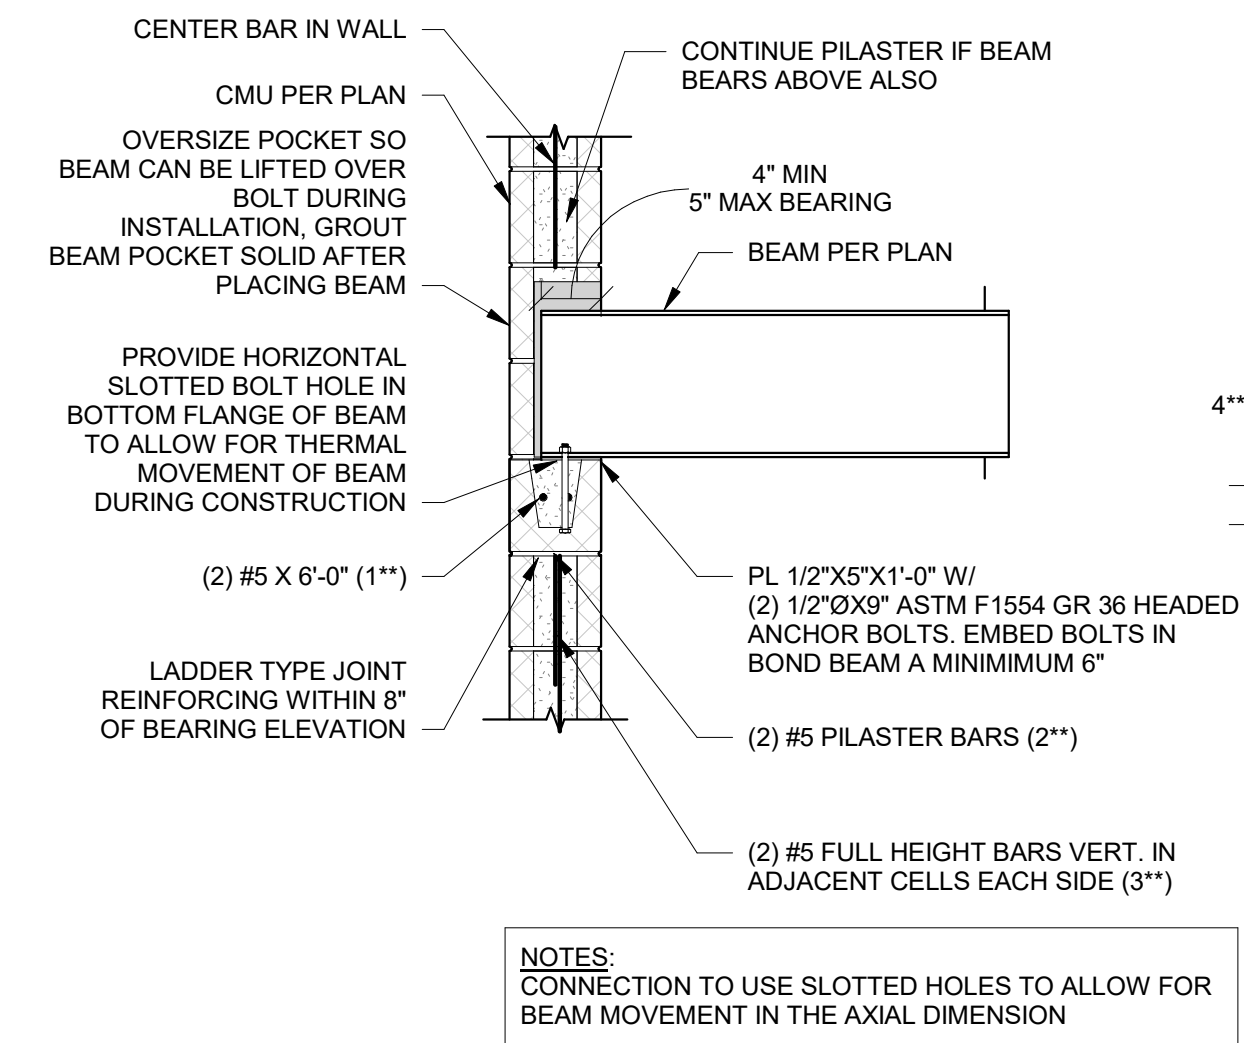 CENTER BAR IN WALL
CMU PER PLAN
OVERSIZE POCKET SO
BEAM CAN BE LIFTED OVER
BOLT DURING
INSTALLATION, GROUT
BEAM POCKET SOLID AFTER
PLACING BEAM
PROVIDE HORIZONTAL
SLOTTED BOLT HOLE IN
BOTTOM FLANGE OF BEAM
TO ALLOW FOR THERMAL
MOVEMENT OF BEAM
DURING CONSTRUCTION
(2) #5 X 6'-0" (1**)
LADDER TYPE JOINT
REINFORCING WITHIN 8"
OF BEARING ELEVATION
CONTINUE PILASTER IF BEAM
BEARS ABOVE ALSO
4" MIN
5" MAX BEARING
BEAM PER PLAN
4**
PL 1/2"X5"X1'-0" W/
(2) 1/2"ØX9" ASTM F1554 GR 36 HEADED
ANCHOR BOLTS. EMBED BOLTS IN
BOND BEAM A MINIMIMUM 6"
(2) #5 PILASTER BARS (2**)
(2) #5 FULL HEIGHT BARS VERT. IN
ADJACENT CELLS EACH SIDE (3**)
NOTES:
CONNECTION TO USE SLOTTED HOLES TO ALLOW FOR
BEAM MOVEMENT IN THE AXIAL DIMENSION